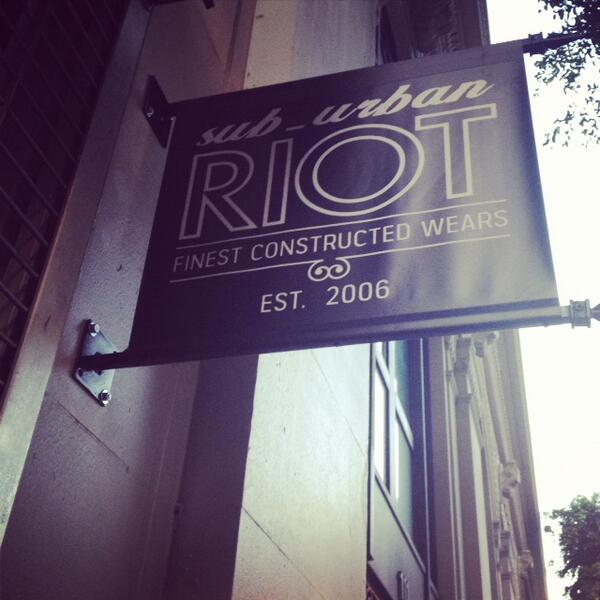 sub_urban
RIOT
FINEST CONSTRUCTED WEARS
EST. 2006